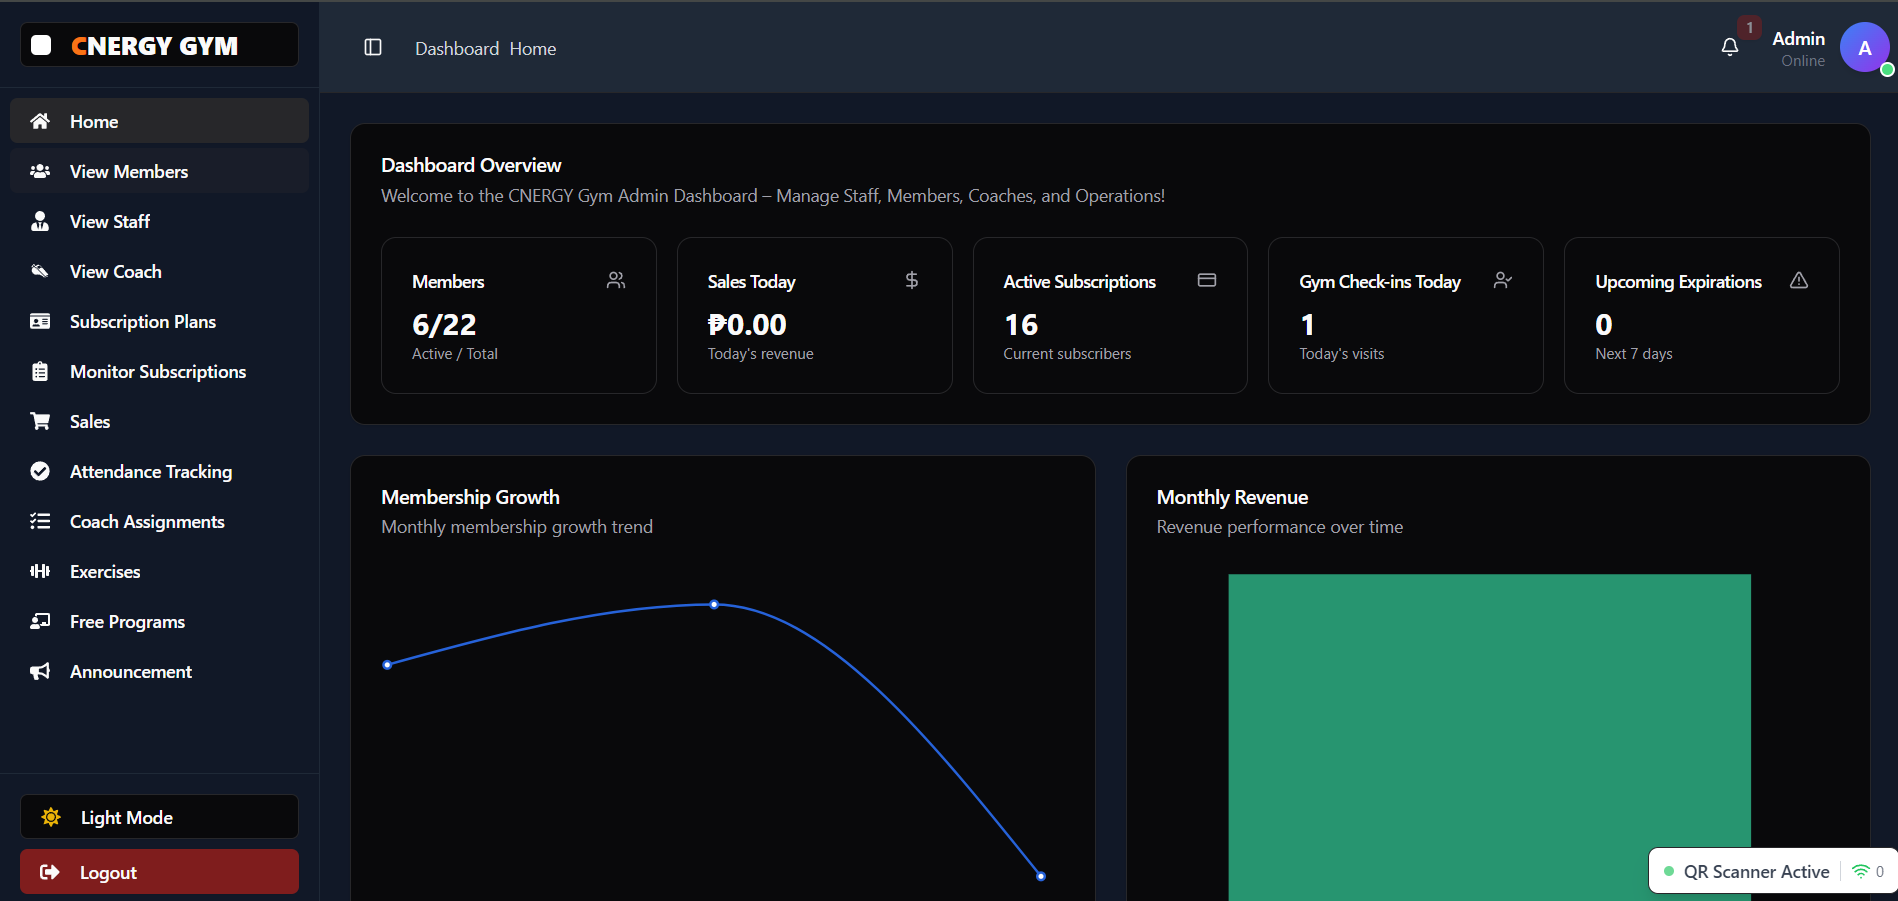 CNERGY GYM
Dashboard Home
1
Admin
Online
A
Home
View Members
View Staff
View Coach
Subscription Plans
Monitor Subscriptions
Sales
Attendance Tracking
Coach Assignments
Exercises
Free Programs
Announcement
Light Mode
Logout
Dashboard Overview
Welcome to the CNERGY Gym Admin Dashboard – Manage Staff, Members, Coaches, and Operations!
Members
6/22
Active / Total
Sales Today
₱0.00
Today's revenue
Active Subscriptions
16
Current subscribers
Gym Check-ins Today
1
Today's visits
Upcoming Expirations
0
Next 7 days
Membership Growth
Monthly membership growth trend
Monthly Revenue
Revenue performance over time
QR Scanner Active
0